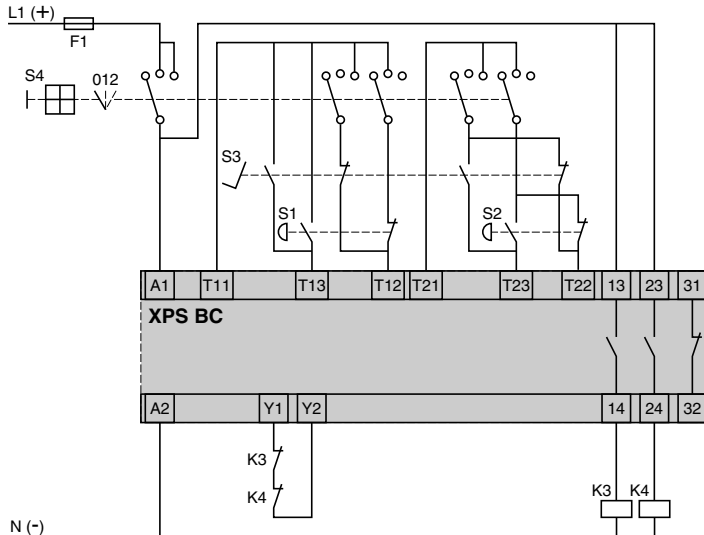 L1 (+)
F1
S4
012
S3
S1
S2
A1
T11
T13
T12
T21
T23
T22
13
23
31
XPS BC
A2
Y1
Y2
14
24
32
K3
K4
K3
K4
N (-)